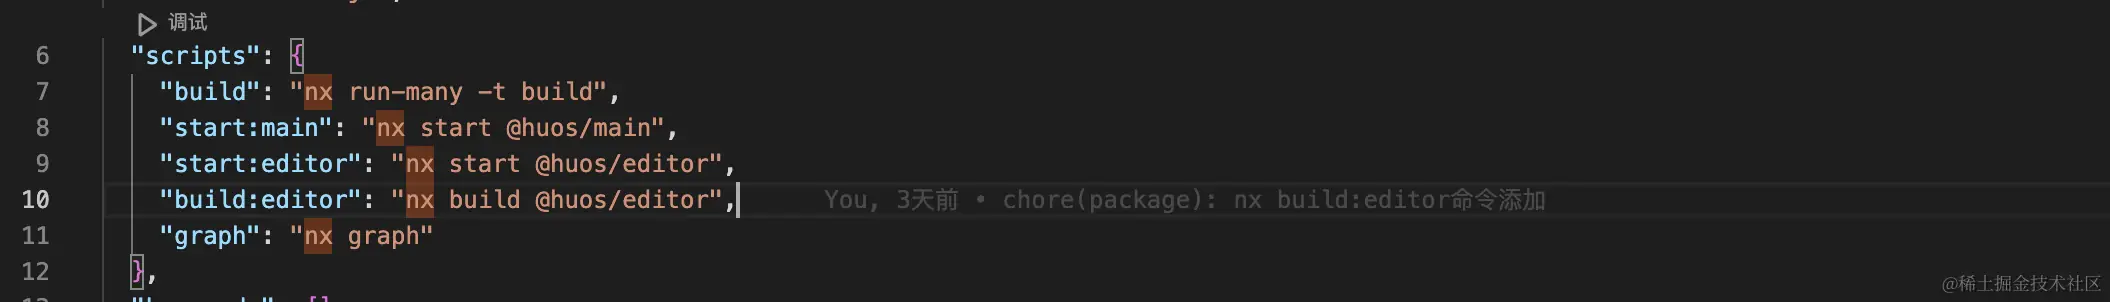 调试
6 "scripts": {
7 "build": "nx run-many -t build",
8 "start:main": "nx start @huos/main",
9 "start:editor": "nx start @huos/editor",
10 "build:editor": "nx build @huos/editor", You, 3天前 • chore(package): nx build:editor命令添加
11 "graph": "nx graph"
12 },
@稀土掘金技术社区